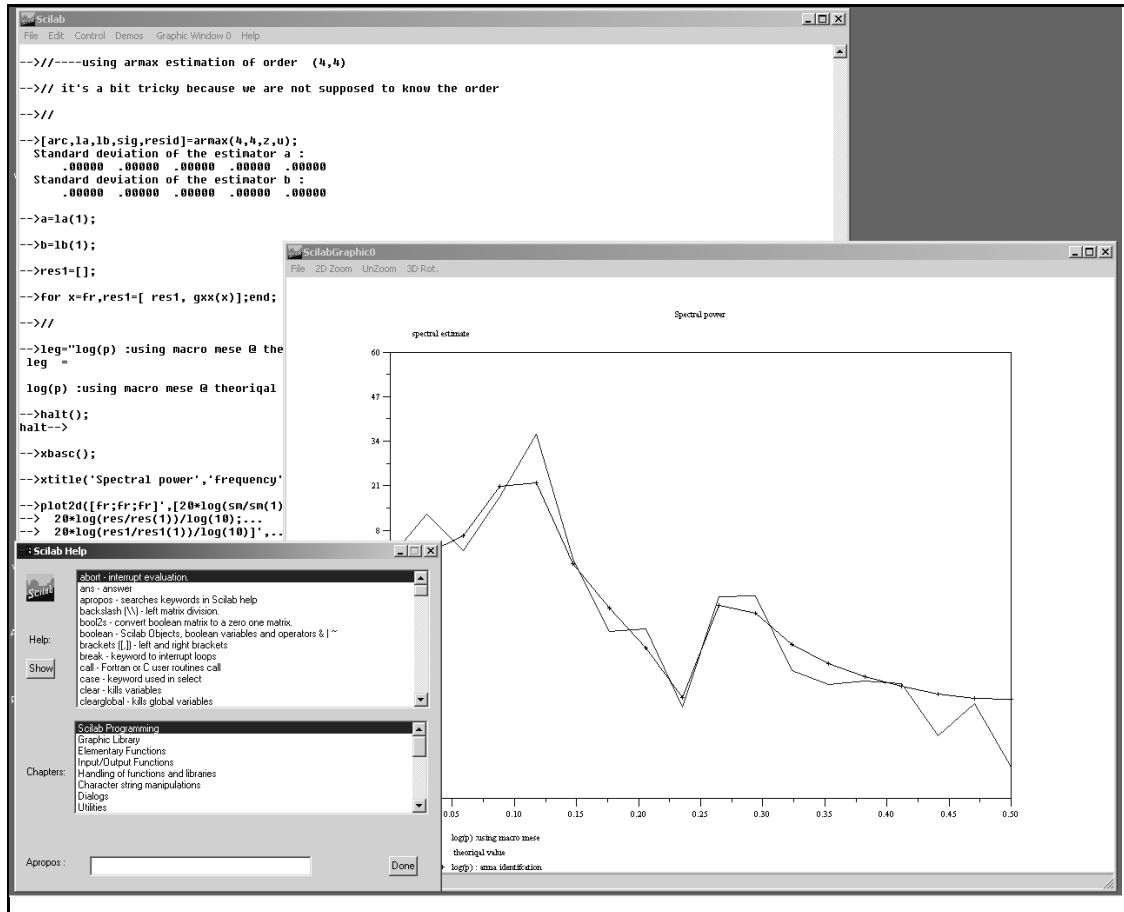 Scilab
File Edit Control Demos Graphic Window 0 Help
-->//----using armax estimation of order (4,4)
-->// it's a bit tricky because we are not supposed to know the order
-->//
-->[arc,la,lb,sig,resid]=armax(4,4,z,u);
Standard deviation of the estimator a :
.00000 .00000 .00000 .00000 .00000
Standard deviation of the estimator b :
.00000 .00000 .00000 .00000 .00000
-->a=la(1);
-->b=lb(1);
-->res1=[];
-->for x=fr,res1=[ res1, gxx(x)];end;
-->//
-->leg="log(p) :using macro mese @ the
leg =
log(p) :using macro mese @ theoriqal
-->halt();
halt-->
-->xbasc();
-->xtitle('Spectral power','frequency'
-->plot2d([fr;fr;fr]',[20*log(sm/sm(1)
--> 20*log(res/res(1))/log(10);...
--> 20*log(res1/res1(1))/log(10)]',..
ScilabGraphic0
File 2D Zoom UnZoom 3D Rot.
Spectral power
spectral estimate
60
47
34
21
8
0.05 0.10 0.15 0.20 0.25 0.30 0.35 0.40 0.45 0.50
log(p) :using macro mese
theoriqal value
log(p) : arma identifcation
Scilab Help
Scilab
Help:
Show
abort - interrupt evaluation.
ans - answer
apropos - searches keywords in Scilab help
backslash (\\) - left matrix division.
bool2s - convert boolean matrix to a zero one matrix.
boolean - Scilab Objects, boolean variables and operators & | ~
brackets ([,]) - left and right brackets
break - keyword to interrupt loops
call - Fortran or C user routines call
case - keyword used in select
clear - kills variables
clearglobal - kills global variables
Chapters:
Scilab Programming
Graphic Library
Elementary Functions
Input/Output Functions
Handling of functions and libraries
Character string manipulations
Dialogs
Utilities
Apropos :
Done